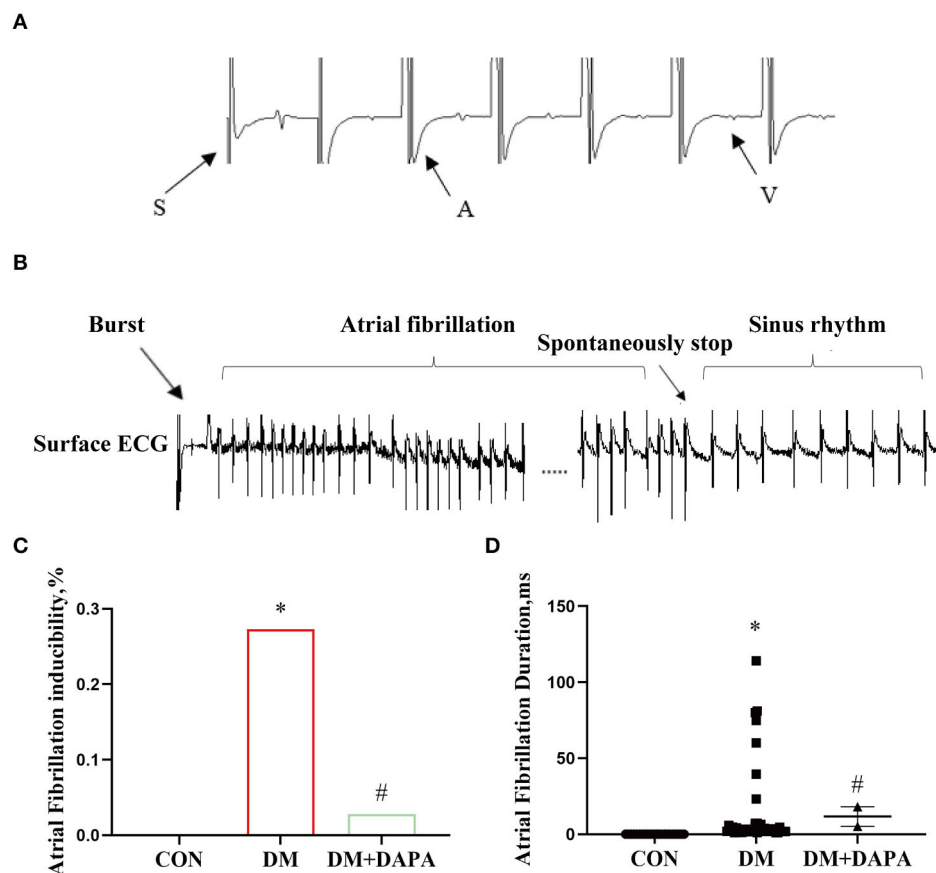 A
S
A
V
B
Burst
Atrial fibrillation
Spontaneously stop
Sinus rhythm
Surface ECG
C
Atrial Fibrillation inducibility,%
0.3
0.2
0.1
0.0
*
#
CON
DM
DM+DAPA
D
Atrial Fibrillation Duration,ms
150
100
50
0
*
#
CON
DM
DM+DAPA